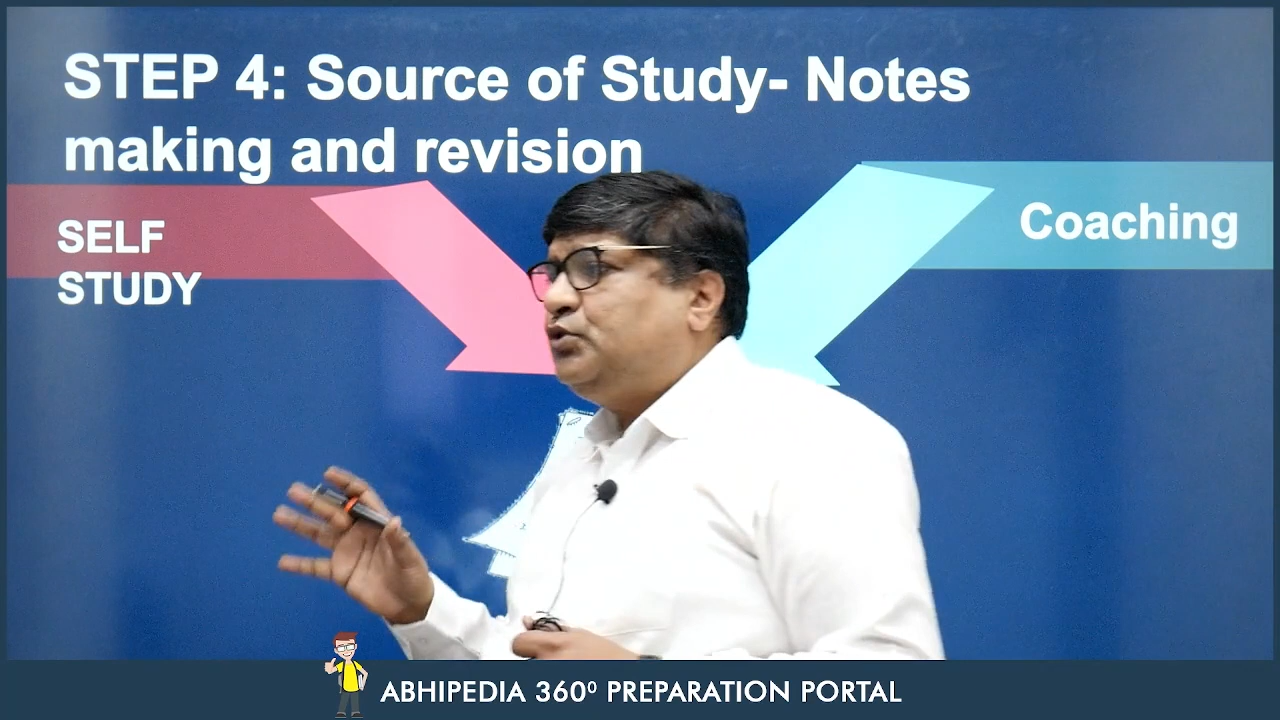 STEP 4: Source of Study- Notes
making and revision
SELF
STUDY
Coaching
ABHIPEDIA 360⁰ PREPARATION PORTAL